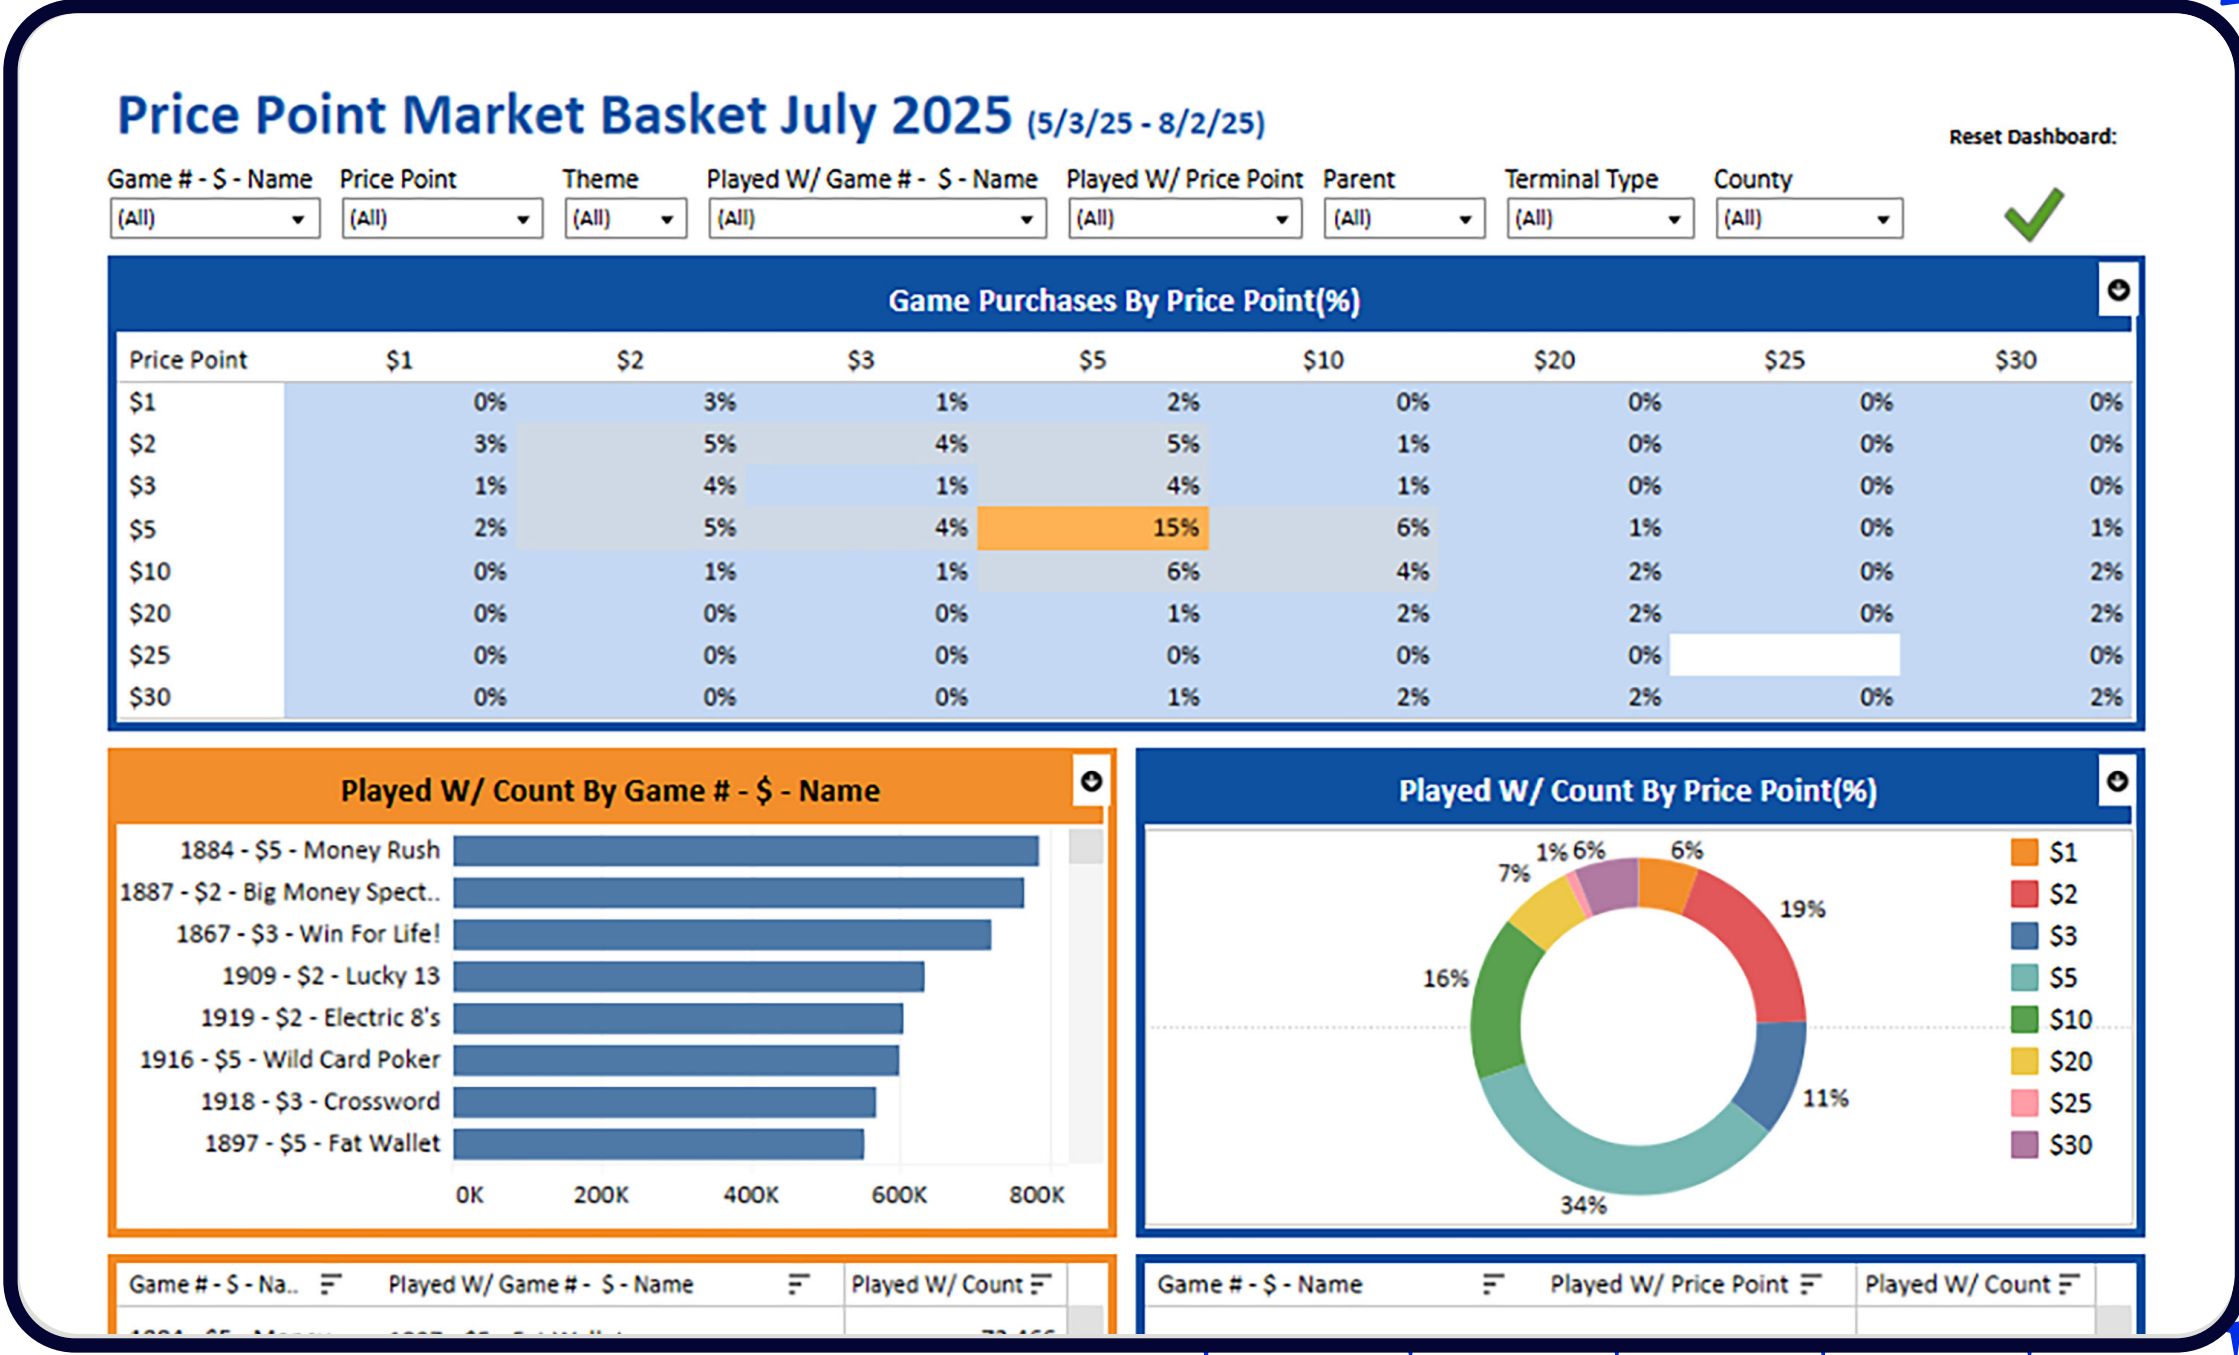 Price Point Market Basket July 2025 (5/3/25 - 8/2/25)
Reset Dashboard:
Game # - $ - Name Price Point Theme Played W/ Game # - $ - Name Played W/ Price Point Parent Terminal Type County
(All) (All) (All) (All) (All) (All) (All) (All)
Game Purchases By Price Point(%)
Price Point $1 $2 $3 $5 $10 $20 $25 $30
$1 0% 3% 1% 2% 0% 0% 0% 0%
$2 3% 5% 4% 5% 1% 0% 0% 0%
$3 1% 4% 1% 4% 1% 0% 0% 0%
$5 2% 5% 4% 15% 6% 1% 0% 1%
$10 0% 1% 1% 6% 4% 2% 0% 2%
$20 0% 0% 0% 1% 2% 2% 0% 2%
$25 0% 0% 0% 0% 0% 0% 0%
$30 0% 0% 0% 1% 2% 2% 0% 2%
Played W/ Count By Game # - $ - Name
1884 - $5 - Money Rush
1887 - $2 - Big Money Spect..
1867 - $3 - Win For Life!
1909 - $2 - Lucky 13
1919 - $2 - Electric 8's
1916 - $5 - Wild Card Poker
1918 - $3 - Crossword
1897 - $5 - Fat Wallet
0K 200K 400K 600K 800K
Played W/ Count By Price Point(%)
1% 6% 6%
7%
19%
16%
11%
34%
$1
$2
$3
$5
$10
$20
$25
$30
Game # - $ - Na.. Played W/ Game # - $ - Name Played W/ Count
Game # - $ - Name Played W/ Price Point Played W/ Count